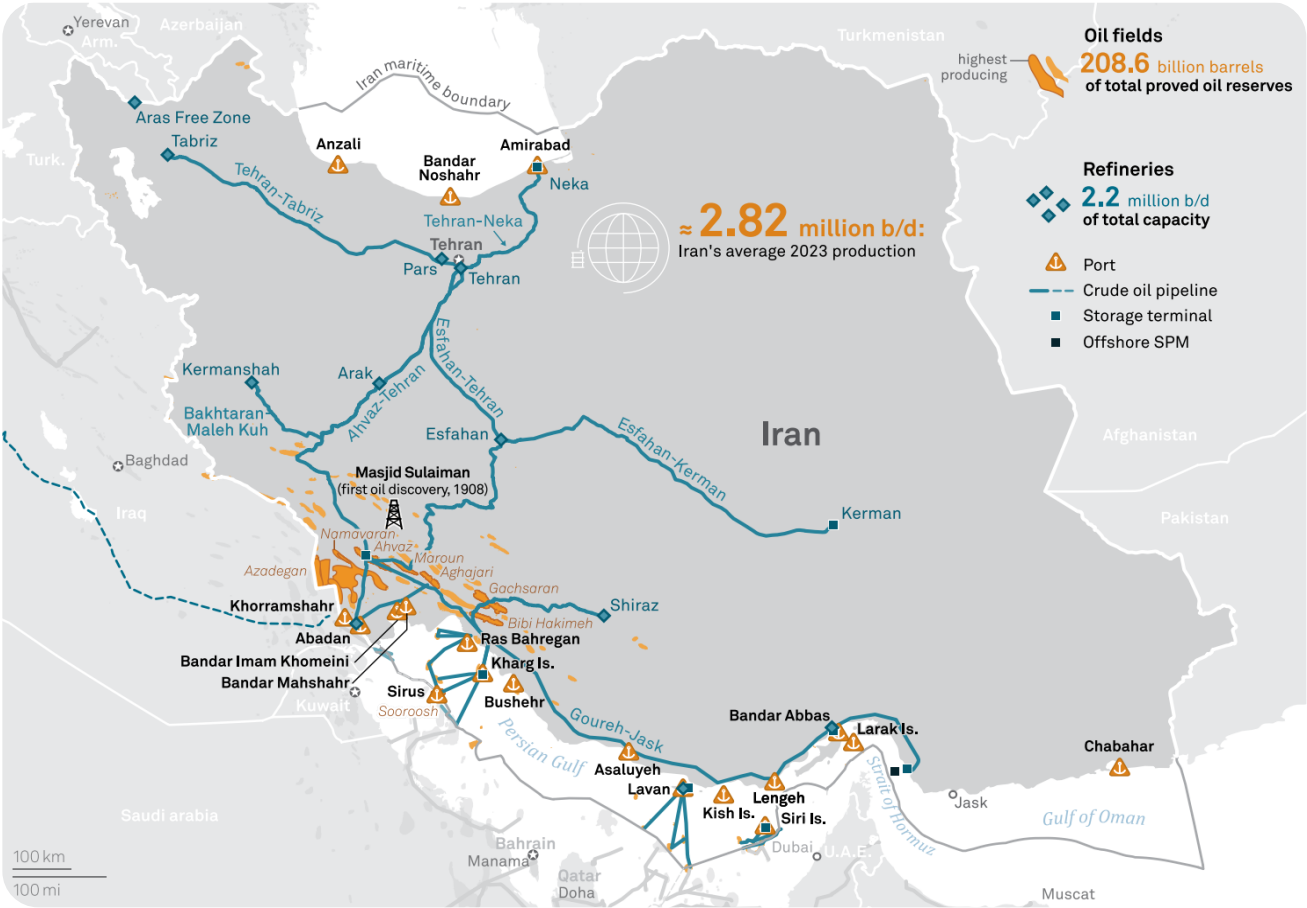 Yerevan
Arm.
Azerbaijan
Turkmenistan
Iran maritime boundary
Oil fields
highest
producing
208.6 billion barrels
of total proved oil reserves
Aras Free Zone
Tabriz
Turk.
Anzali
Bandar
Noshahr
Amirabad
Neka
Refineries
2.2 million b/d
of total capacity
Tehran-Tabriz
Tehran-Neka
Tehran
Pars
Tehran
≈ 2.82 million b/d:
Iran's average 2023 production
Port
Crude oil pipeline
Storage terminal
Offshore SPM
Kermanshah
Arak
Bakhtaran-
Maleh Kuh
Ahvaz-Tehran
Esfahan-Tehran
Esfahan
Esfahan-Kerman
Iran
Afghanistan
Baghdad
Iraq
Masjid Sulaiman
(first oil discovery, 1908)
Kerman
Pakistan
Namavaran
Ahvaz
Maroun
Azadegan
Aghajari
Gachsaran
Khorramshahr
Shiraz
Bibi Hakimeh
Abadan
Ras Bahregan
Bandar Imam Khomeini
Kharg Is.
Bandar Mahshahr
Sirus
Kuwait
Sooroosh
Bushehr
Goureh-Jask
Persian Gulf
Bandar Abbas
Larak Is.
Chabahar
Asaluyeh
Lavan
Kish Is.
Lengeh
Siri Is.
Strait of Hormuz
Jask
Gulf of Oman
Saudi arabia
Bahrain
Manama
Dubai
U.A.E.
Qatar
Doha
Muscat
100 km
100 mi